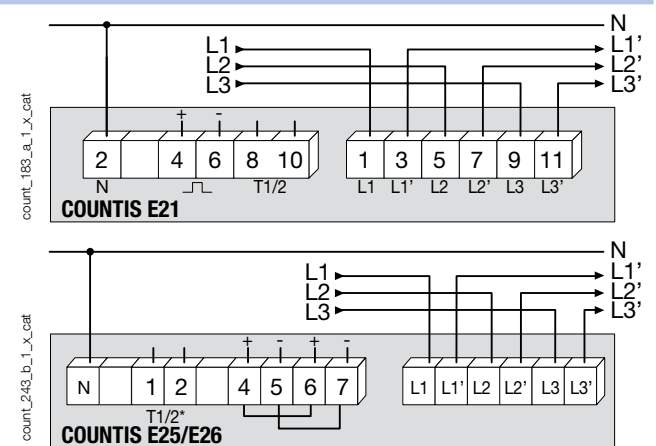 N
L1 L1’
L2 L2’
L3 L3’
count_183_a_1_x_cat
+ -
2 4 6 8 10 1 3 5 7 9 11
N T1/2 L1 L1’ L2 L2’ L3 L3’
COUNTIS E21
N
L1 L1’
L2 L2’
L3 L3’
count_243_b_1_x_cat
+ - + -
N 1 2 4 5 6 7 L1 L1’ L2 L2’ L3 L3’
T1/2*
COUNTIS E25/E26